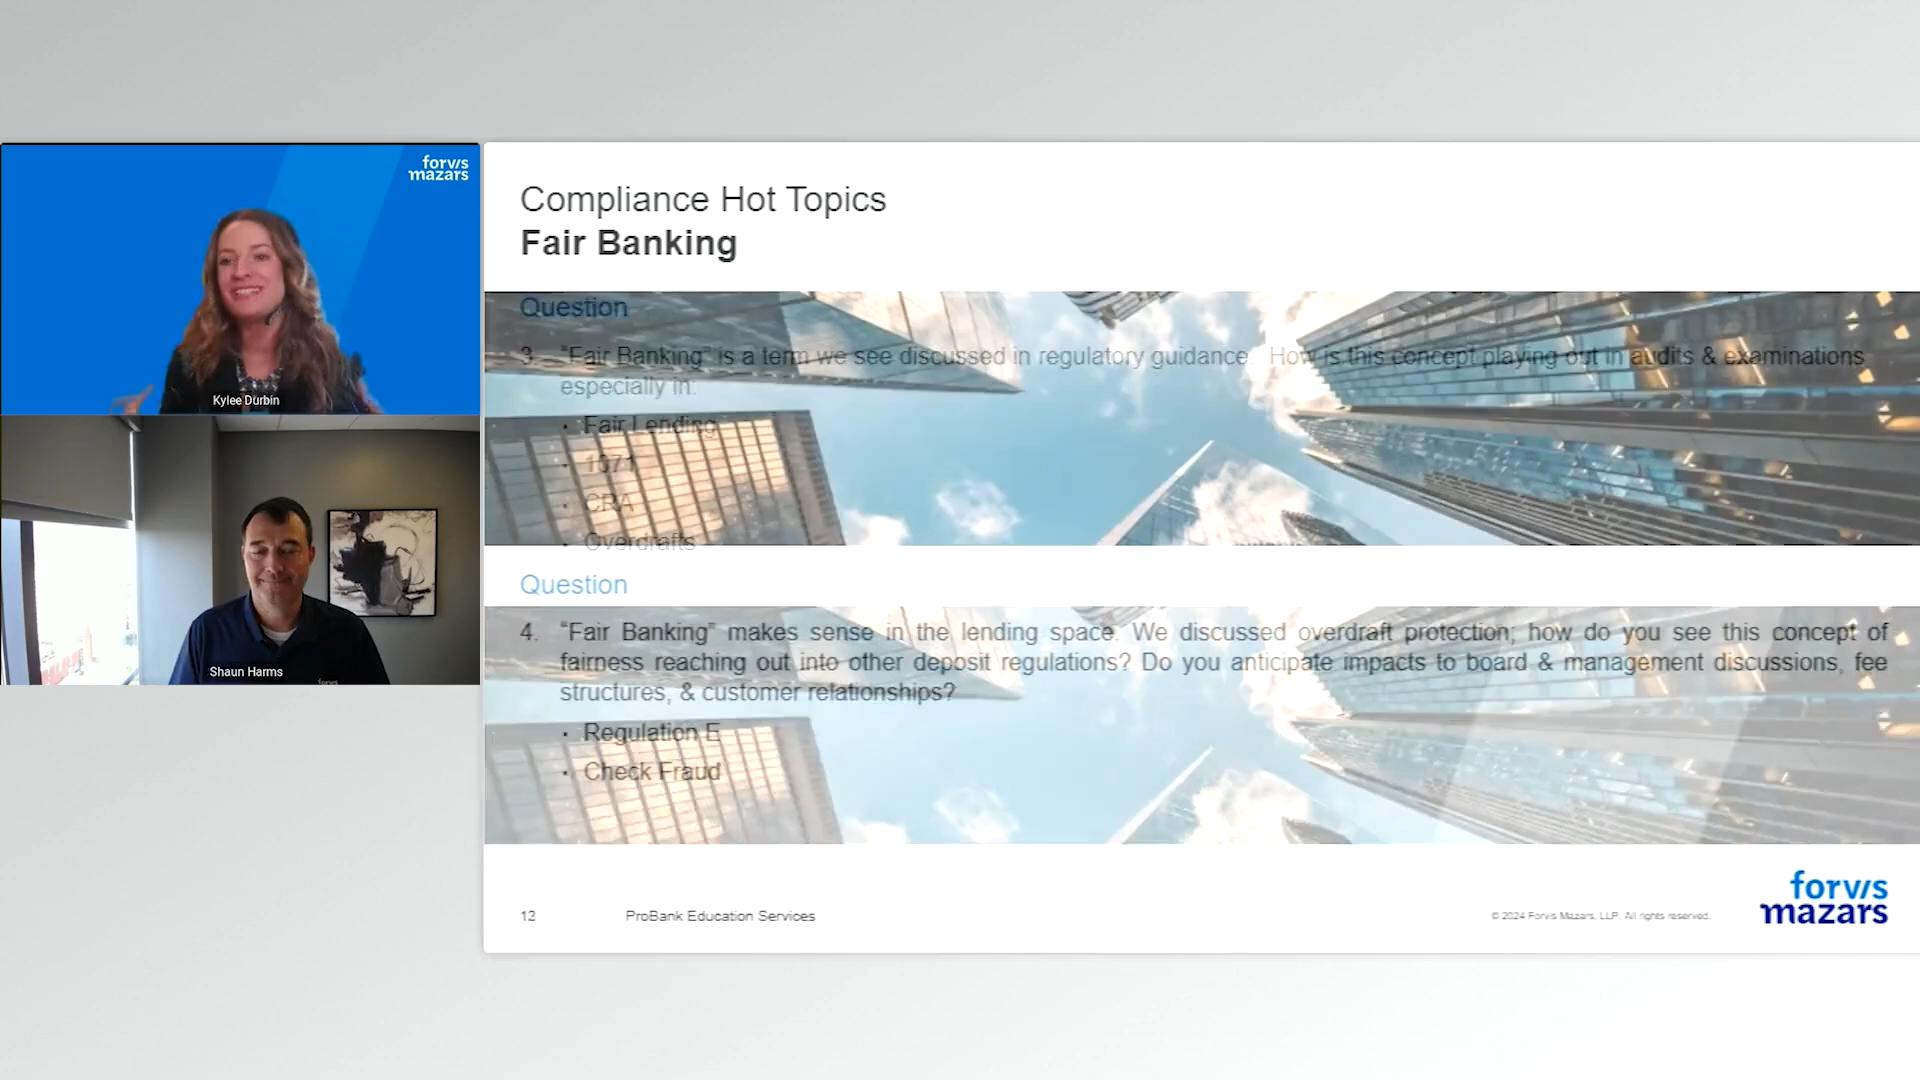 forvis
mazars
Kylee Durbin
Shaun Harms
Compliance Hot Topics
Fair Banking
Question
3. “Fair Banking” is a term we see discussed in regulatory guidance. How is this concept playing out in audits & examinations
especially in:
• Fair Lending
• 1071
• CRA
• Overdrafts
Question
4. “Fair Banking” makes sense in the lending space. We discussed overdraft protection; how do you see this concept of
fairness reaching out into other deposit regulations? Do you anticipate impacts to board & management discussions, fee
structures, & customer relationships?
• Regulation E
• Check Fraud
12 ProBank Education Services © 2024 Forvis Mazars, LLP. All rights reserved.
forvis
mazars